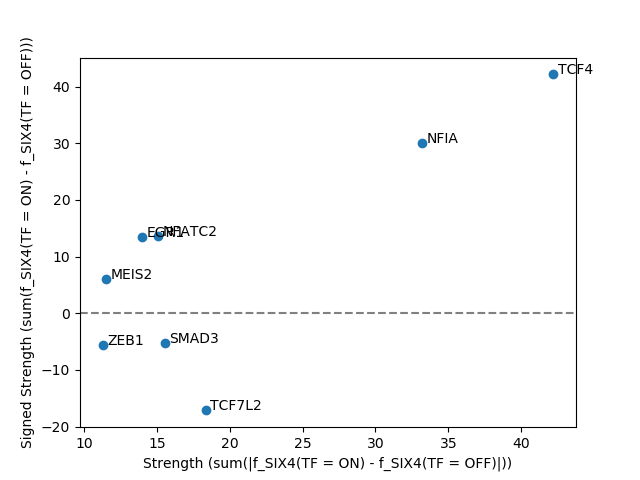 Signed Strength (sum(f_SIX4(TF = ON) - f_SIX4(TF = OFF)))
40
30
20
10
0
−10
−20
TCF4
NFIA
EGR1
NFATC2
MEIS2
ZEB1
SMAD3
TCF7L2
10 15 20 25 30 35 40
Strength (sum(|f_SIX4(TF = ON) - f_SIX4(TF = OFF)|))